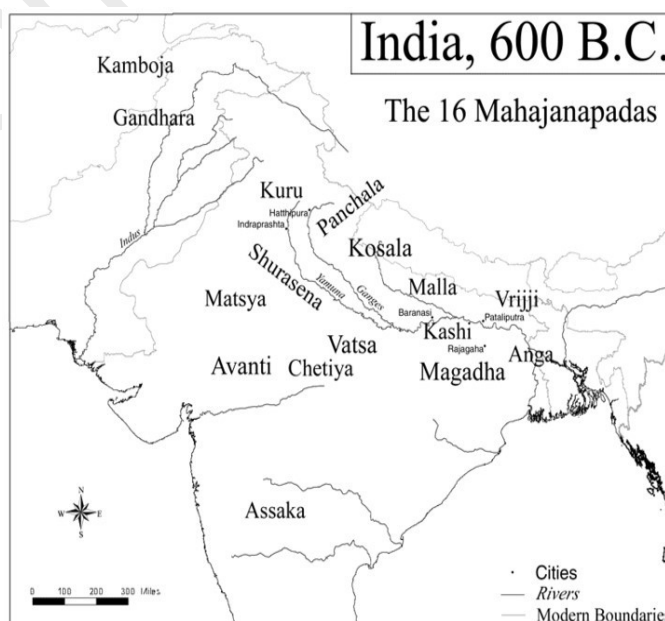 India, 600 B.C.
The 16 Mahajanapadas
Kamboja
Gandhara
Kuru
Panchala
Hatthipura
Indraprashta
Indus
Kosala
Shurasena
Yamuna
Ganges
Malla
Matsya
Vrijji
Baranasi
Pataliputra
Kashi
Vatsa
Rajagaha
Anga
Avanti
Chetiya
Magadha
Assaka
N
W E
S
0 100 200 300 Miles
Cities
Rivers
Modern Boundaries